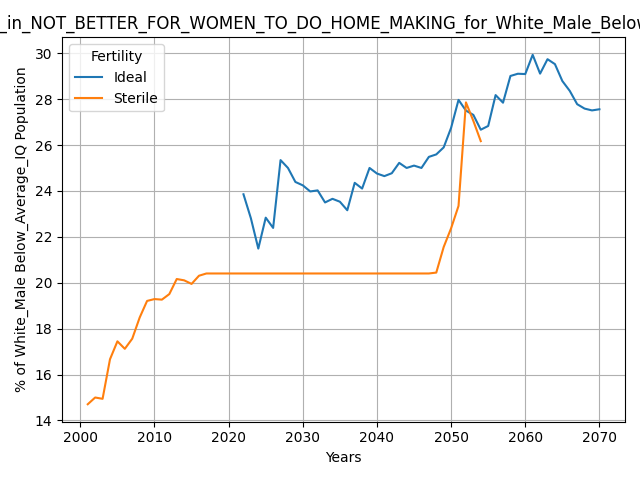 _in_NOT_BETTER_FOR_WOMEN_TO_DO_HOME_MAKING_for_White_Male_Below
Fertility
Ideal
Sterile
% of White_Male Below_Average_IQ Population
30
28
26
24
22
20
18
16
14
2000 2010 2020 2030 2040 2050 2060 2070
Years